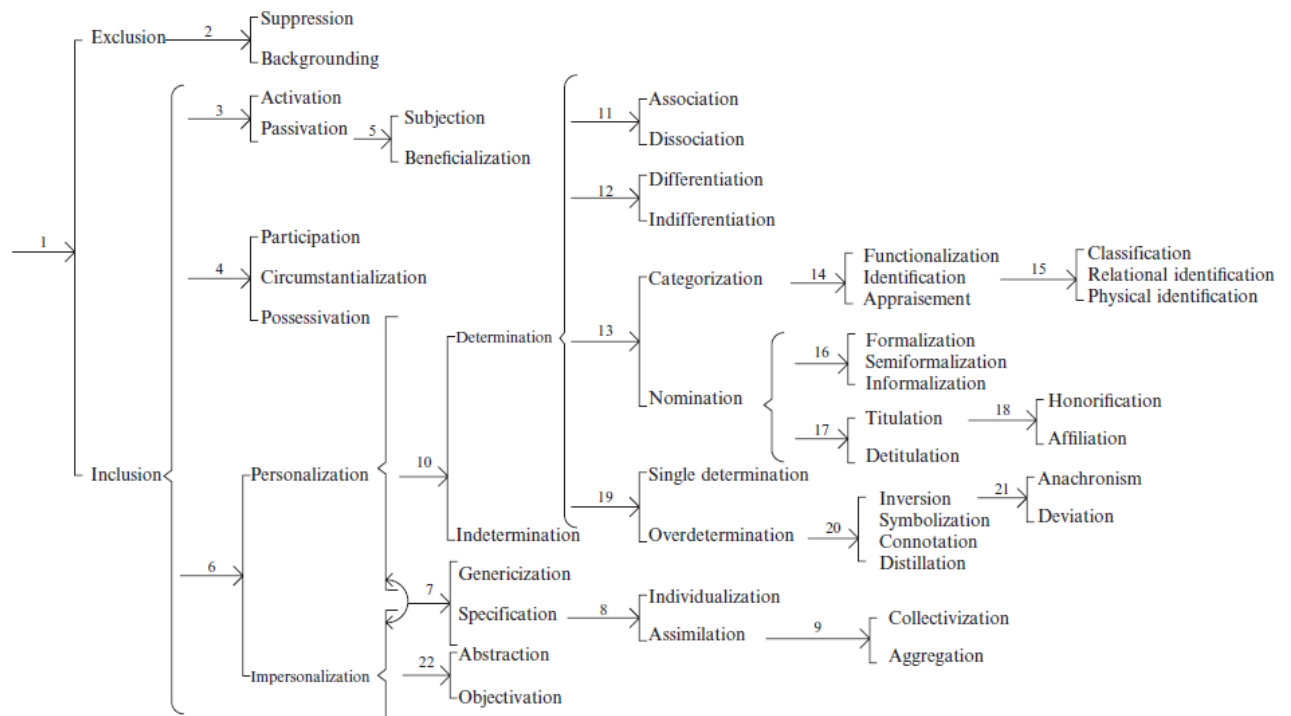 Exclusion
2
Suppression
Backgrounding
1
Inclusion
3
Activation
Passivation
5
Subjection
Beneficialization
4
Participation
Circumstantialization
Possessivation
6
Personalization
Impersonalization
10
Determination
Indetermination
11
Association
Dissociation
12
Differentiation
Indifferentiation
13
Categorization
Nomination
14
Functionalization
Identification
Appraisement
15
Classification
Relational identification
Physical identification
16
Formalization
Semiformalization
Informalization
17
Titulation
Detitulation
18
Honorification
Affiliation
19
Single determination
Overdetermination
20
Inversion
Symbolization
Connotation
Distillation
21
Anachronism
Deviation
7
Genericization
Specification
8
Individualization
Assimilation
9
Collectivization
Aggregation
22
Abstraction
Objectivation